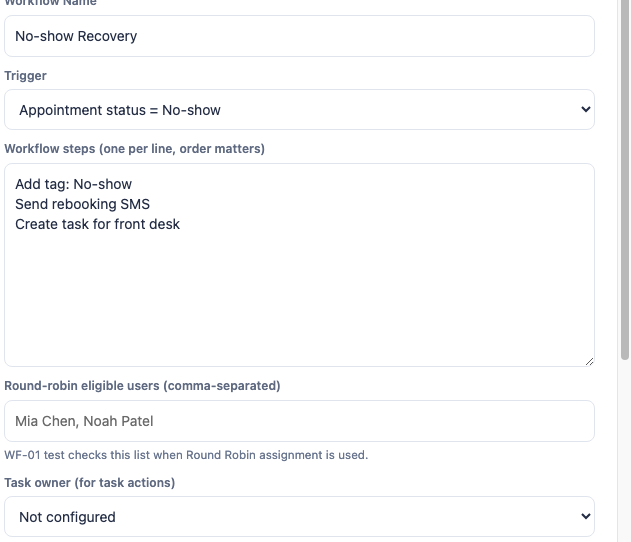 Workflow Name
No-show Recovery
Trigger
Appointment status = No-show
Workflow steps (one per line, order matters)
Add tag: No-show
Send rebooking SMS
Create task for front desk
Round-robin eligible users (comma-separated)
Mia Chen, Noah Patel
WF-01 test checks this list when Round Robin assignment is used.
Task owner (for task actions)
Not configured